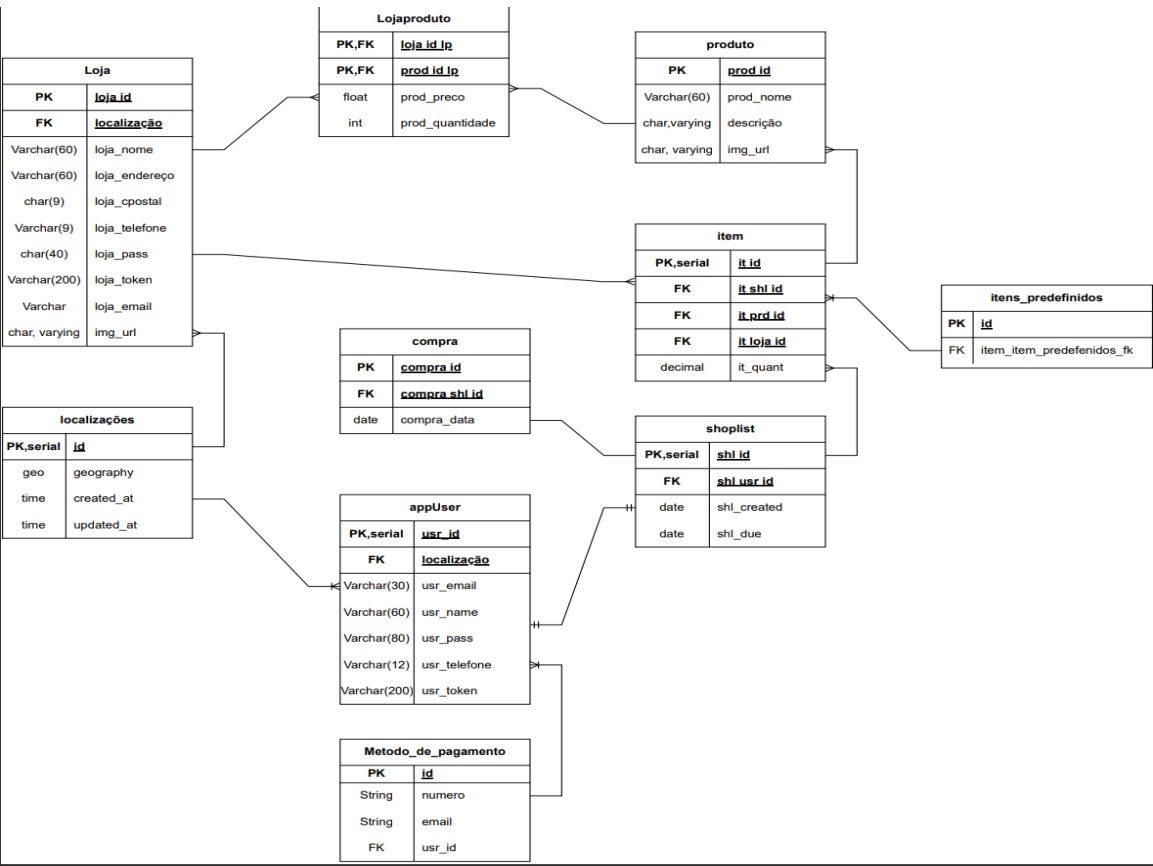 Lojaproduto
PK,FK loja id lp
PK,FK prod id lp
float prod_preco
int prod_quantidade
produto
PK prod id
Varchar(60) prod_nome
char,varying descrição
char, varying img_url
Loja
PK loja id
FK localização
Varchar(60) loja_nome
Varchar(60) loja_endereço
char(9) loja_cpostal
Varchar(9) loja_telefone
char(40) loja_pass
Varchar(200) loja_token
Varchar loja_email
char, varying img_url
item
PK,serial it id
FK it shl id
FK it prd id
FK it loja id
decimal it_quant
itens_predefinidos
PK id
FK item_item_predefenidos_fk
compra
PK compra id
FK compra shl id
date compra_data
localizações
PK,serial id
geo geography
time created_at
time updated_at
shoplist
PK,serial shl id
FK shl usr id
date shl_created
date shl_due
appUser
PK,serial usr_id
FK localização
Varchar(30) usr_email
Varchar(60) usr_name
Varchar(80) usr_pass
Varchar(12) usr_telefone
Varchar(200) usr_token
Metodo_de_pagamento
PK id
String numero
String email
FK usr_id